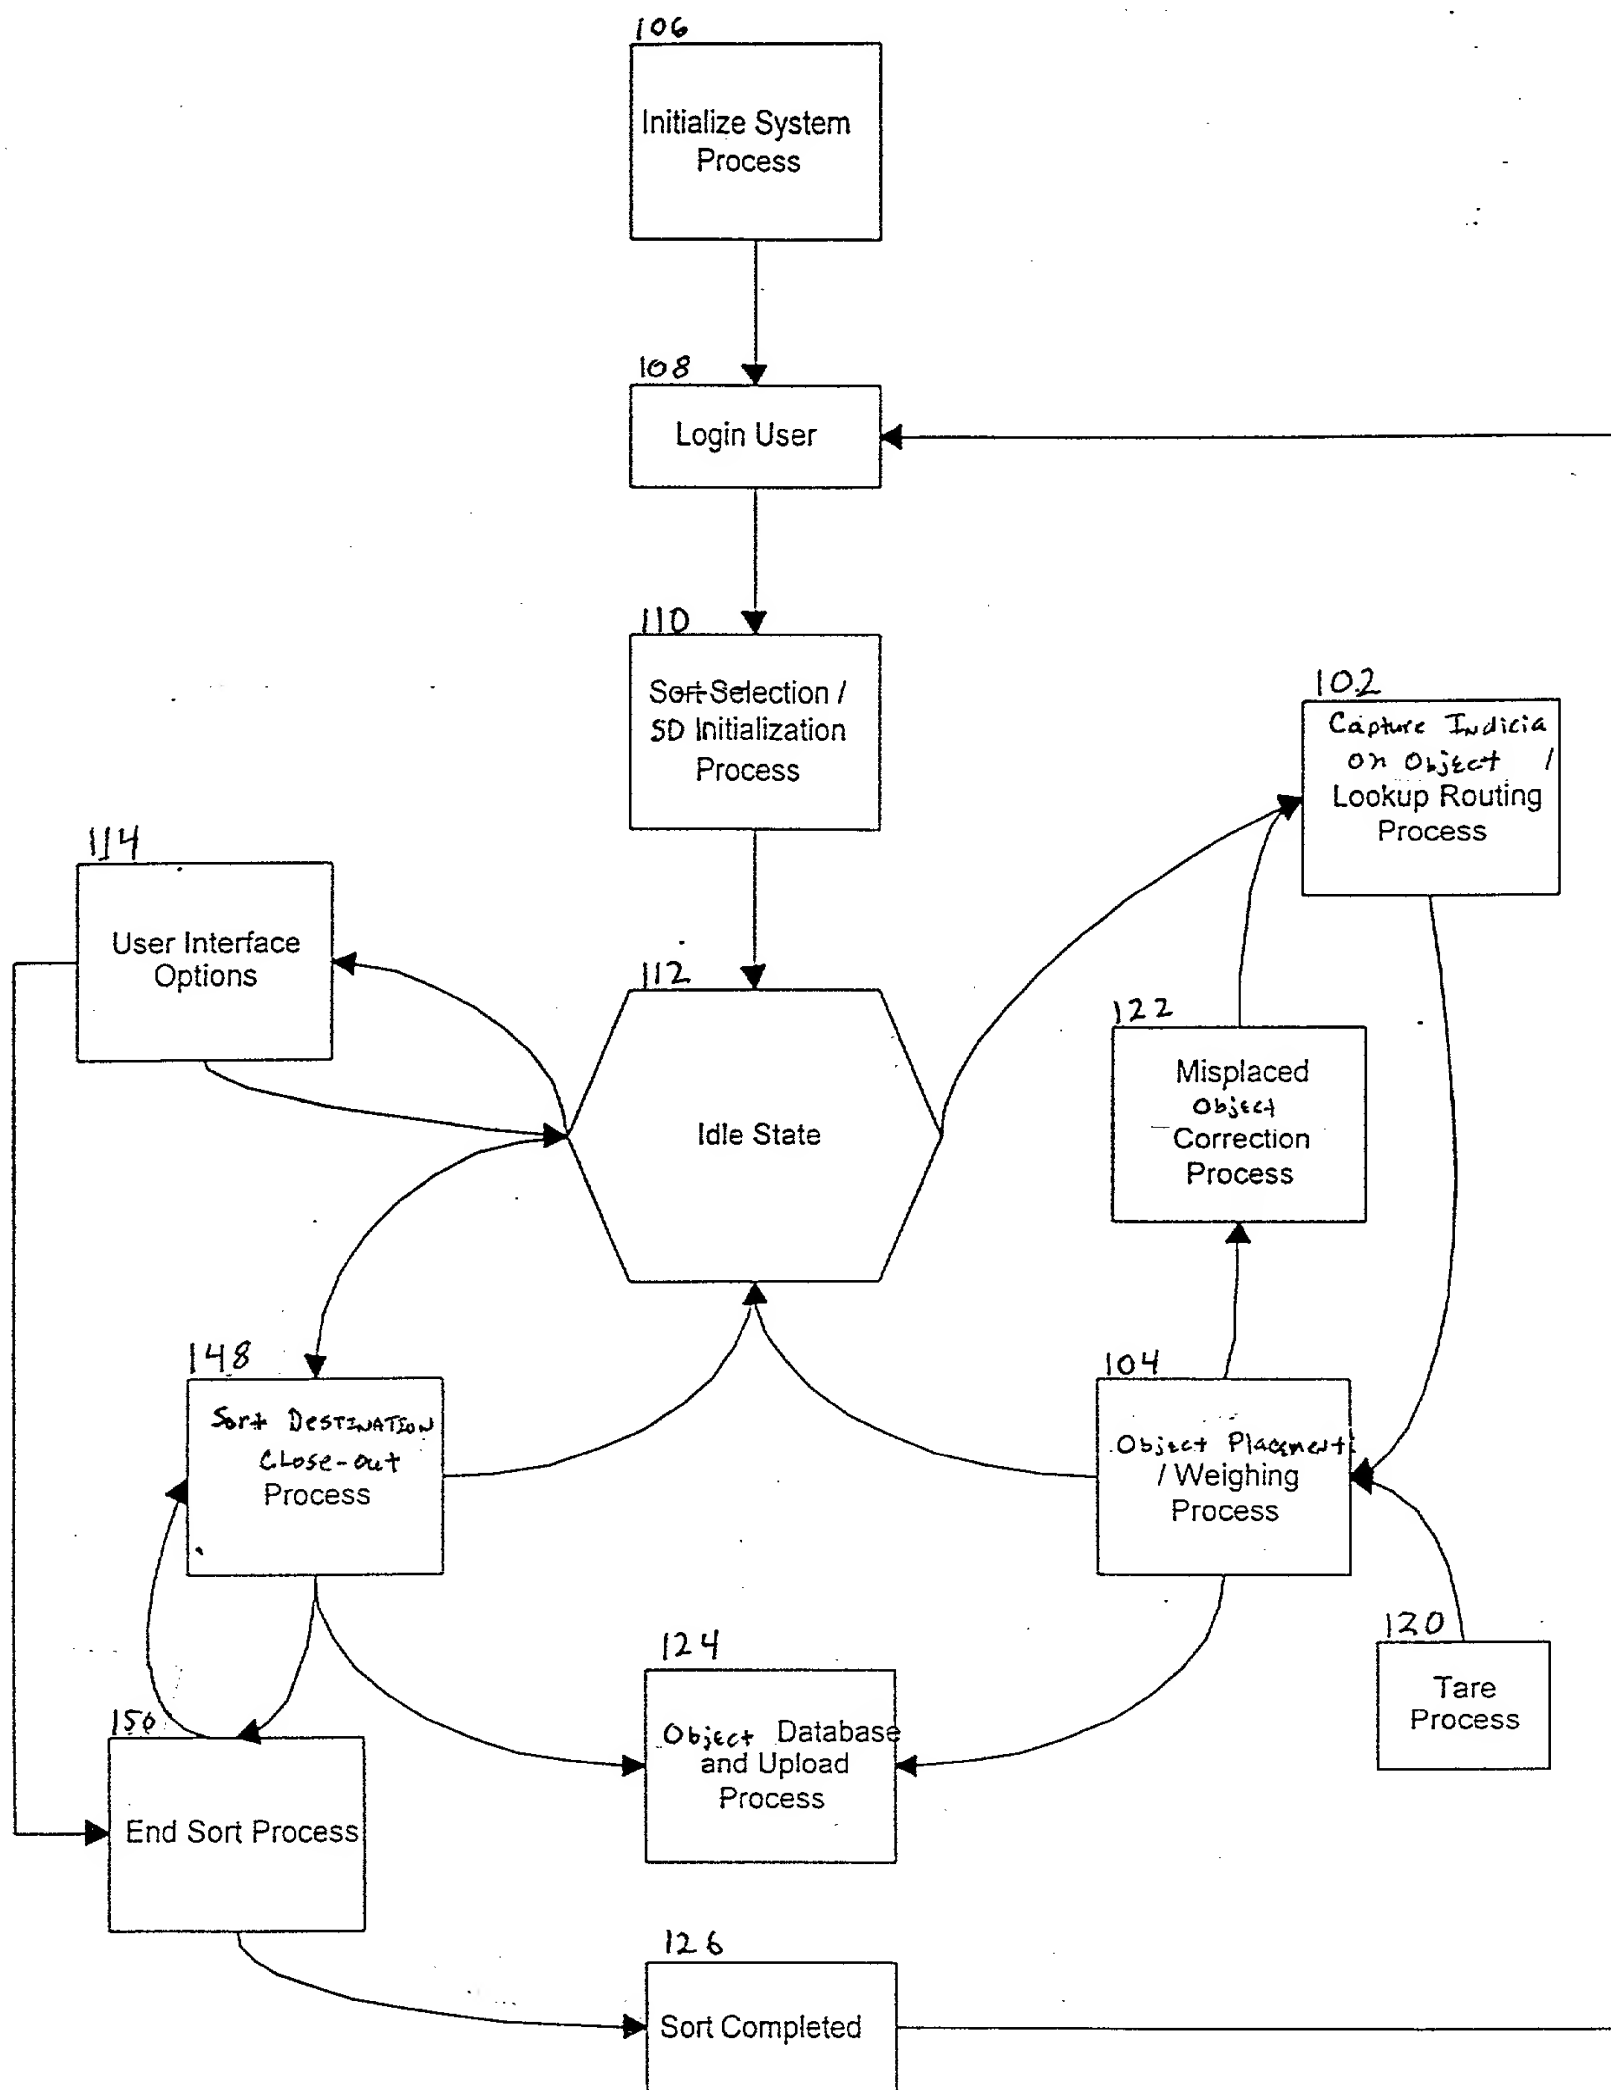 106
Initialize System
Process
108
Login User
110
Sort Selection /
SD Initialization
Process
102
Capture Indicia
on Object /
Lookup Routing
Process
114
User Interface
Options
112
Idle State
122
Misplaced
Object
Correction
Process
148
Sort Destination
Close-out
Process
104
Object Placement
/ Weighing
Process
120
Tare
Process
124
Object Database
and Upload
Process
150
End Sort Process
126
Sort Completed